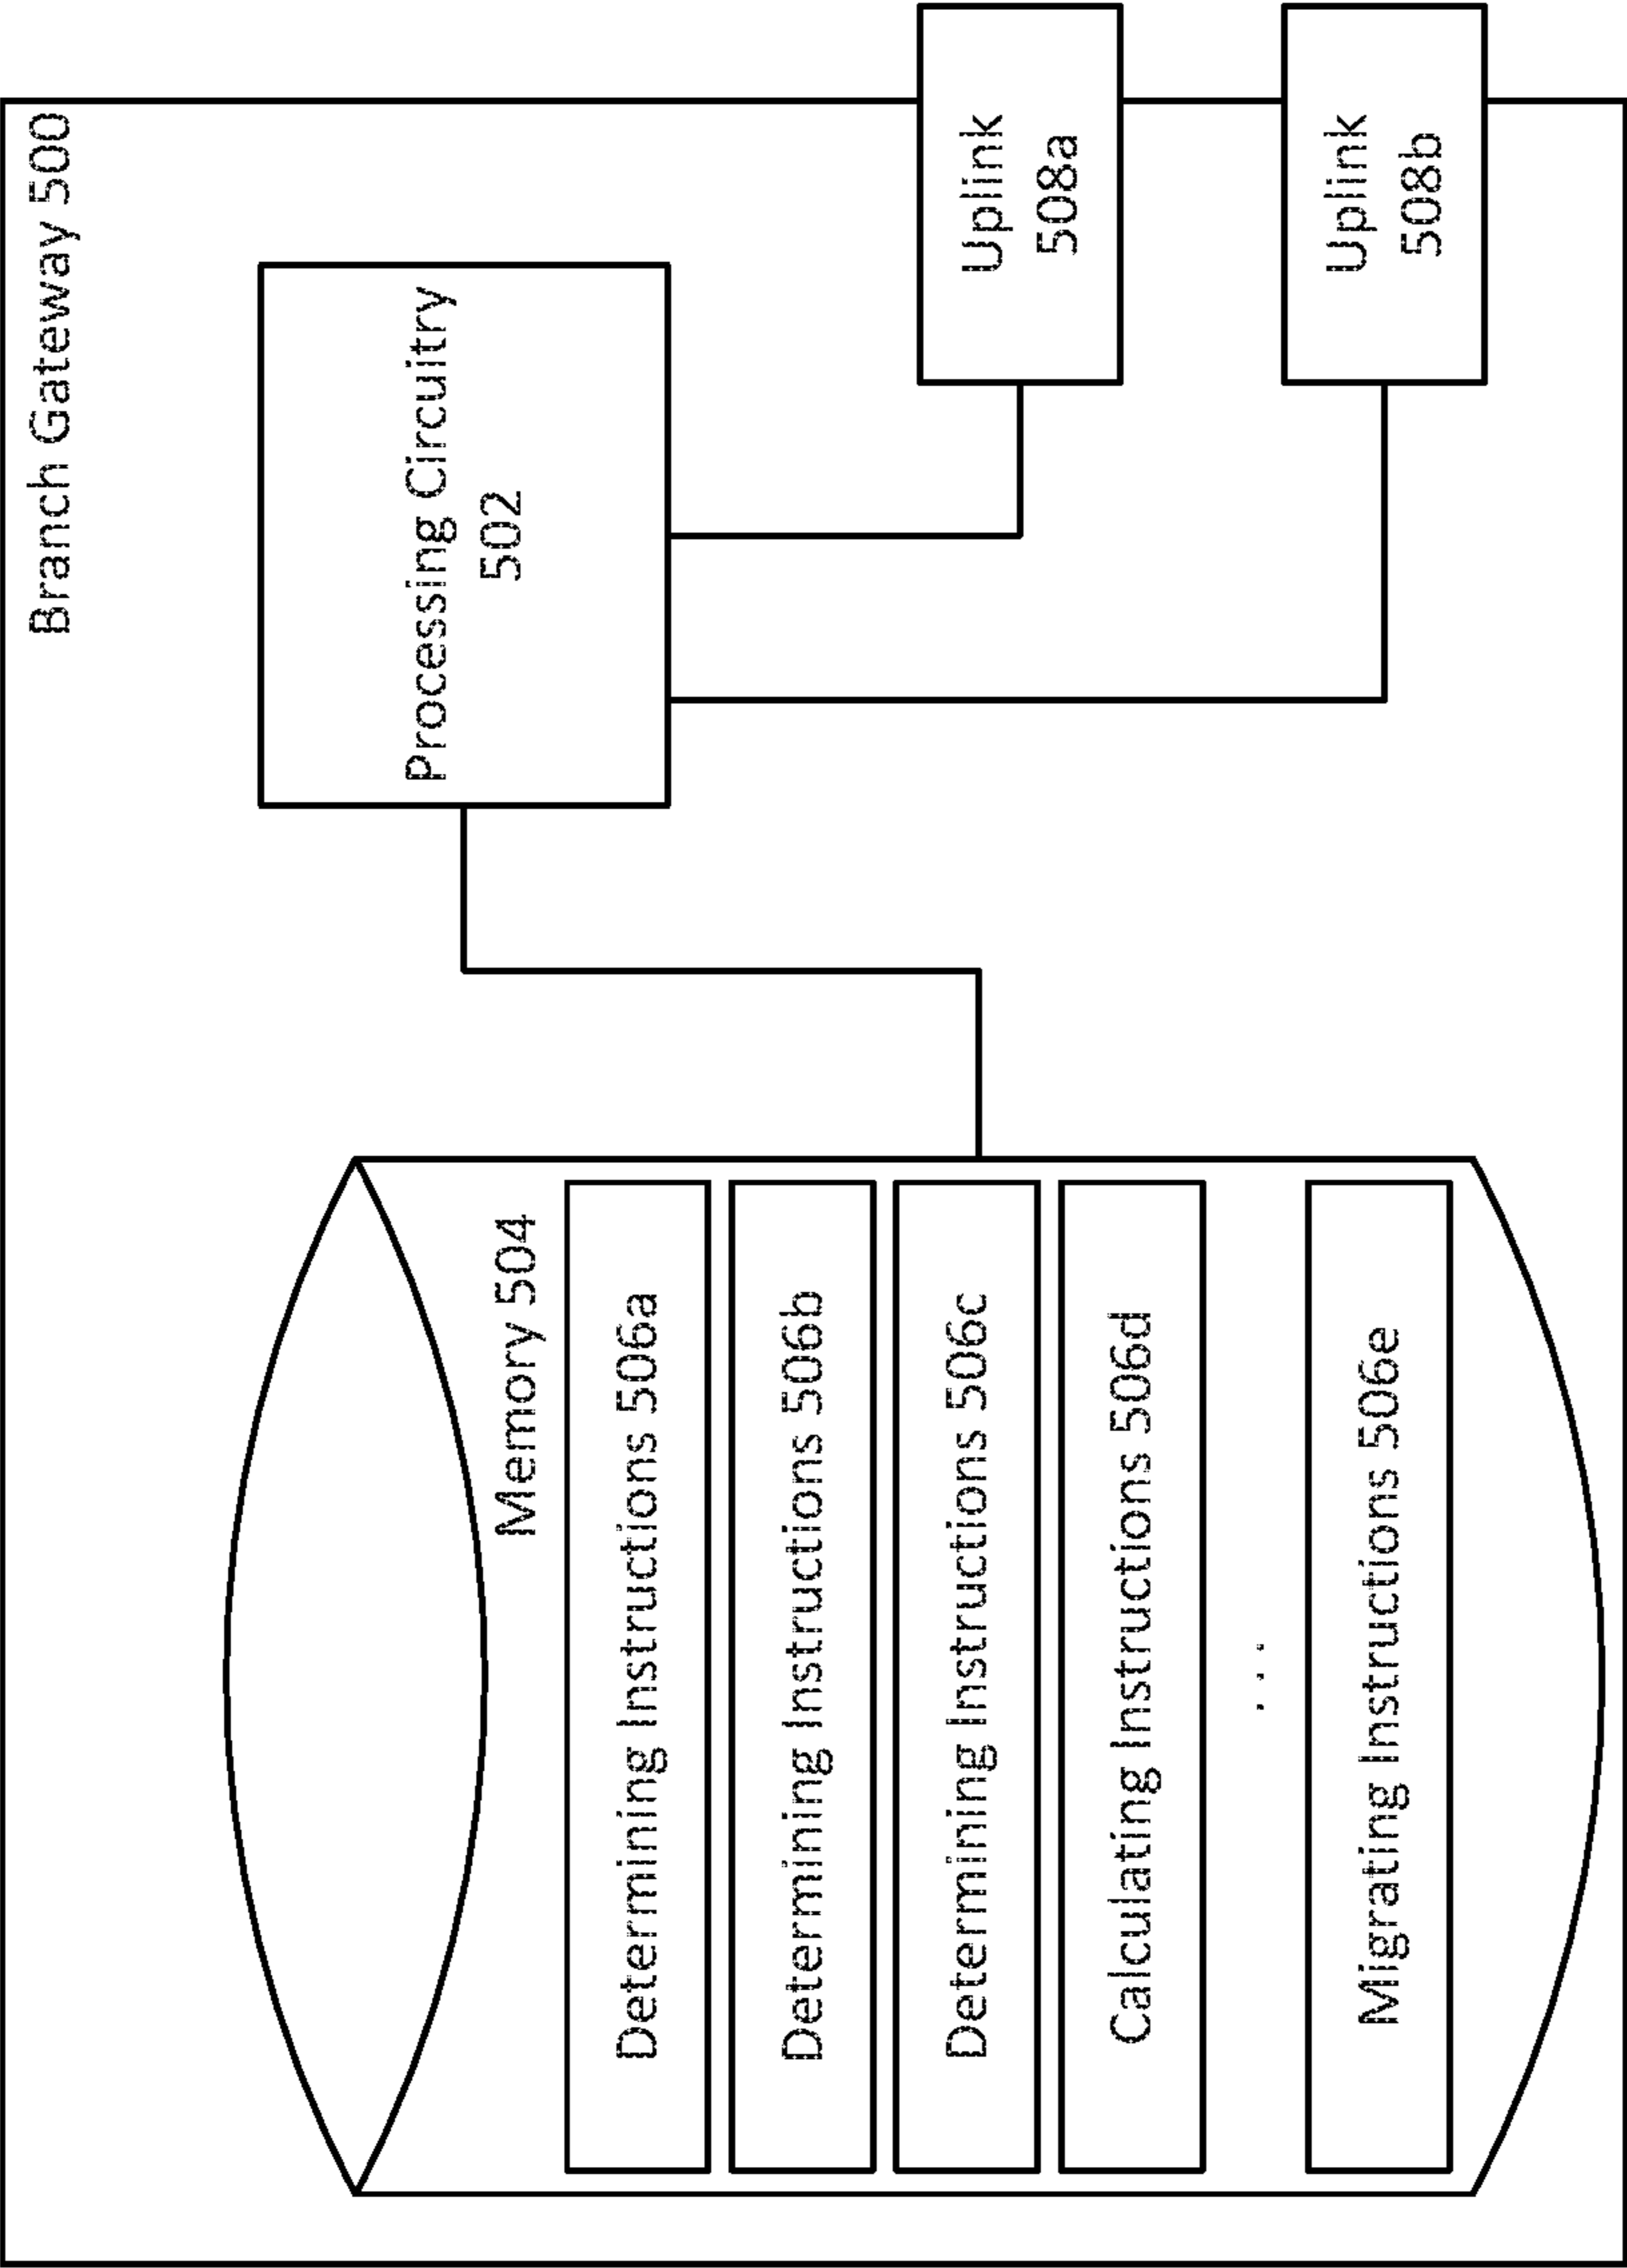 Branch Gateway 500
Memory 504
Determining Instructions 506a
Determining Instructions 506b
Determining Instructions 506c
Calculating Instructions 506d
...
Migrating Instructions 506e
Processing Circuitry
502
Uplink
508a
Uplink
508b